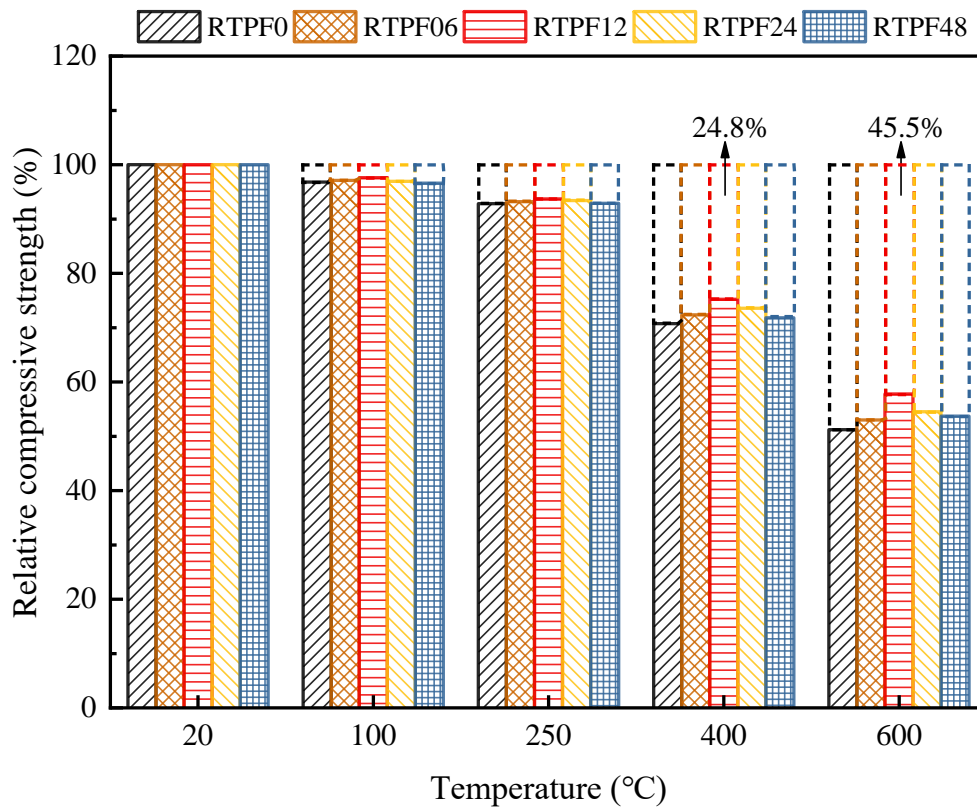 RTPF0 RTPF06 RTPF12 RTPF24 RTPF48
120
100
80
60
40
20
0
24.8%
45.5%
20 100 250 400 600
Relative compressive strength (%)
Temperature (℃)